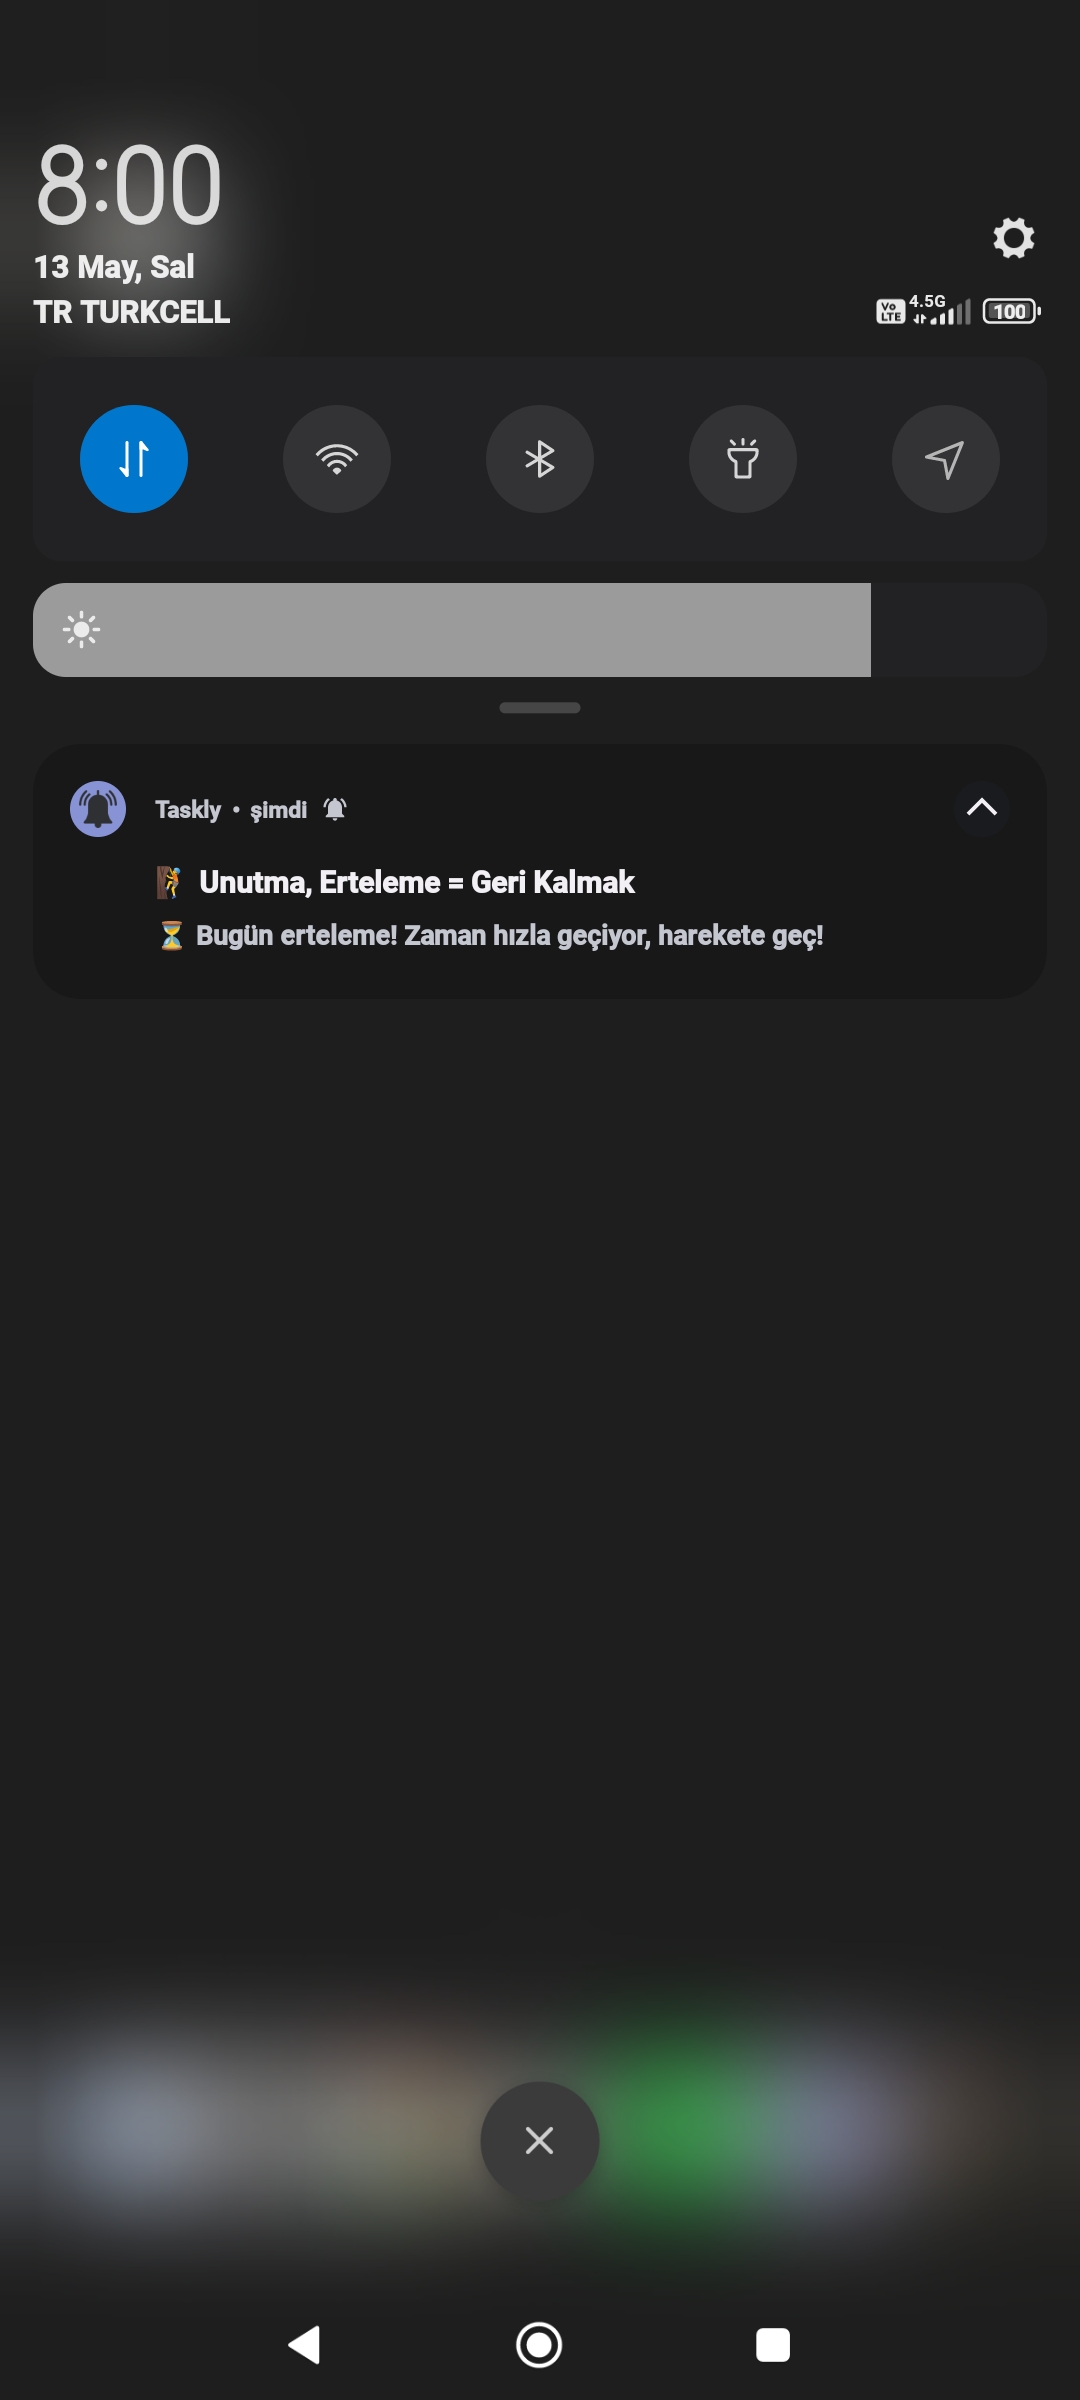 8:00
13 May, Sal
TR TURKCELL
Vo LTE 4.5G 100
Taskly • şimdi
🧗 Unutma, Erteleme = Geri Kalmak
⏳ Bugün erteleme! Zaman hızla geçiyor, harekete geç!